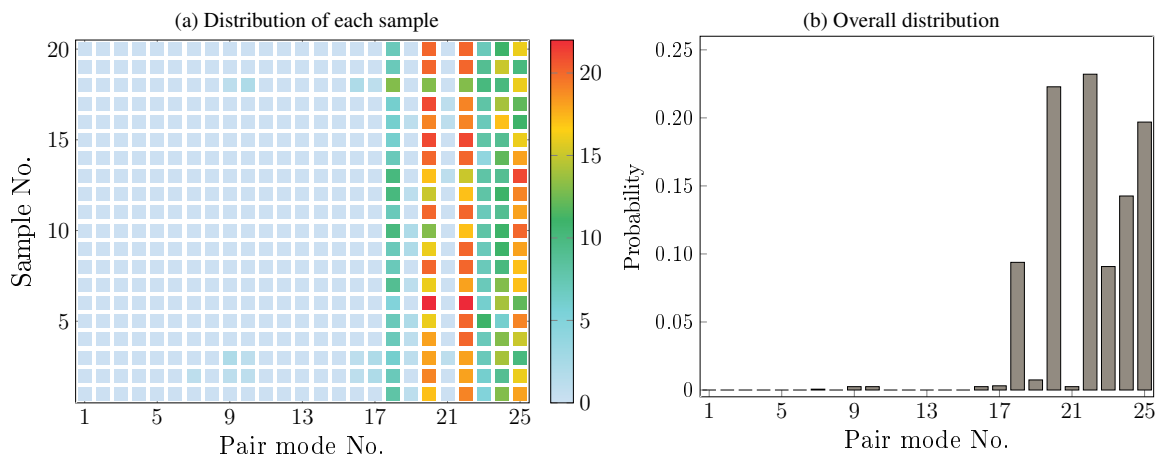 (a) Distribution of each sample
20
15
10
5
1 5 9 13 17 21 25
Sample No.
Pair mode No.
20
15
10
5
0
(b) Overall distribution
0.25
0.20
0.15
0.10
0.05
0
1 5 9 13 17 21 25
Probability
Pair mode No.